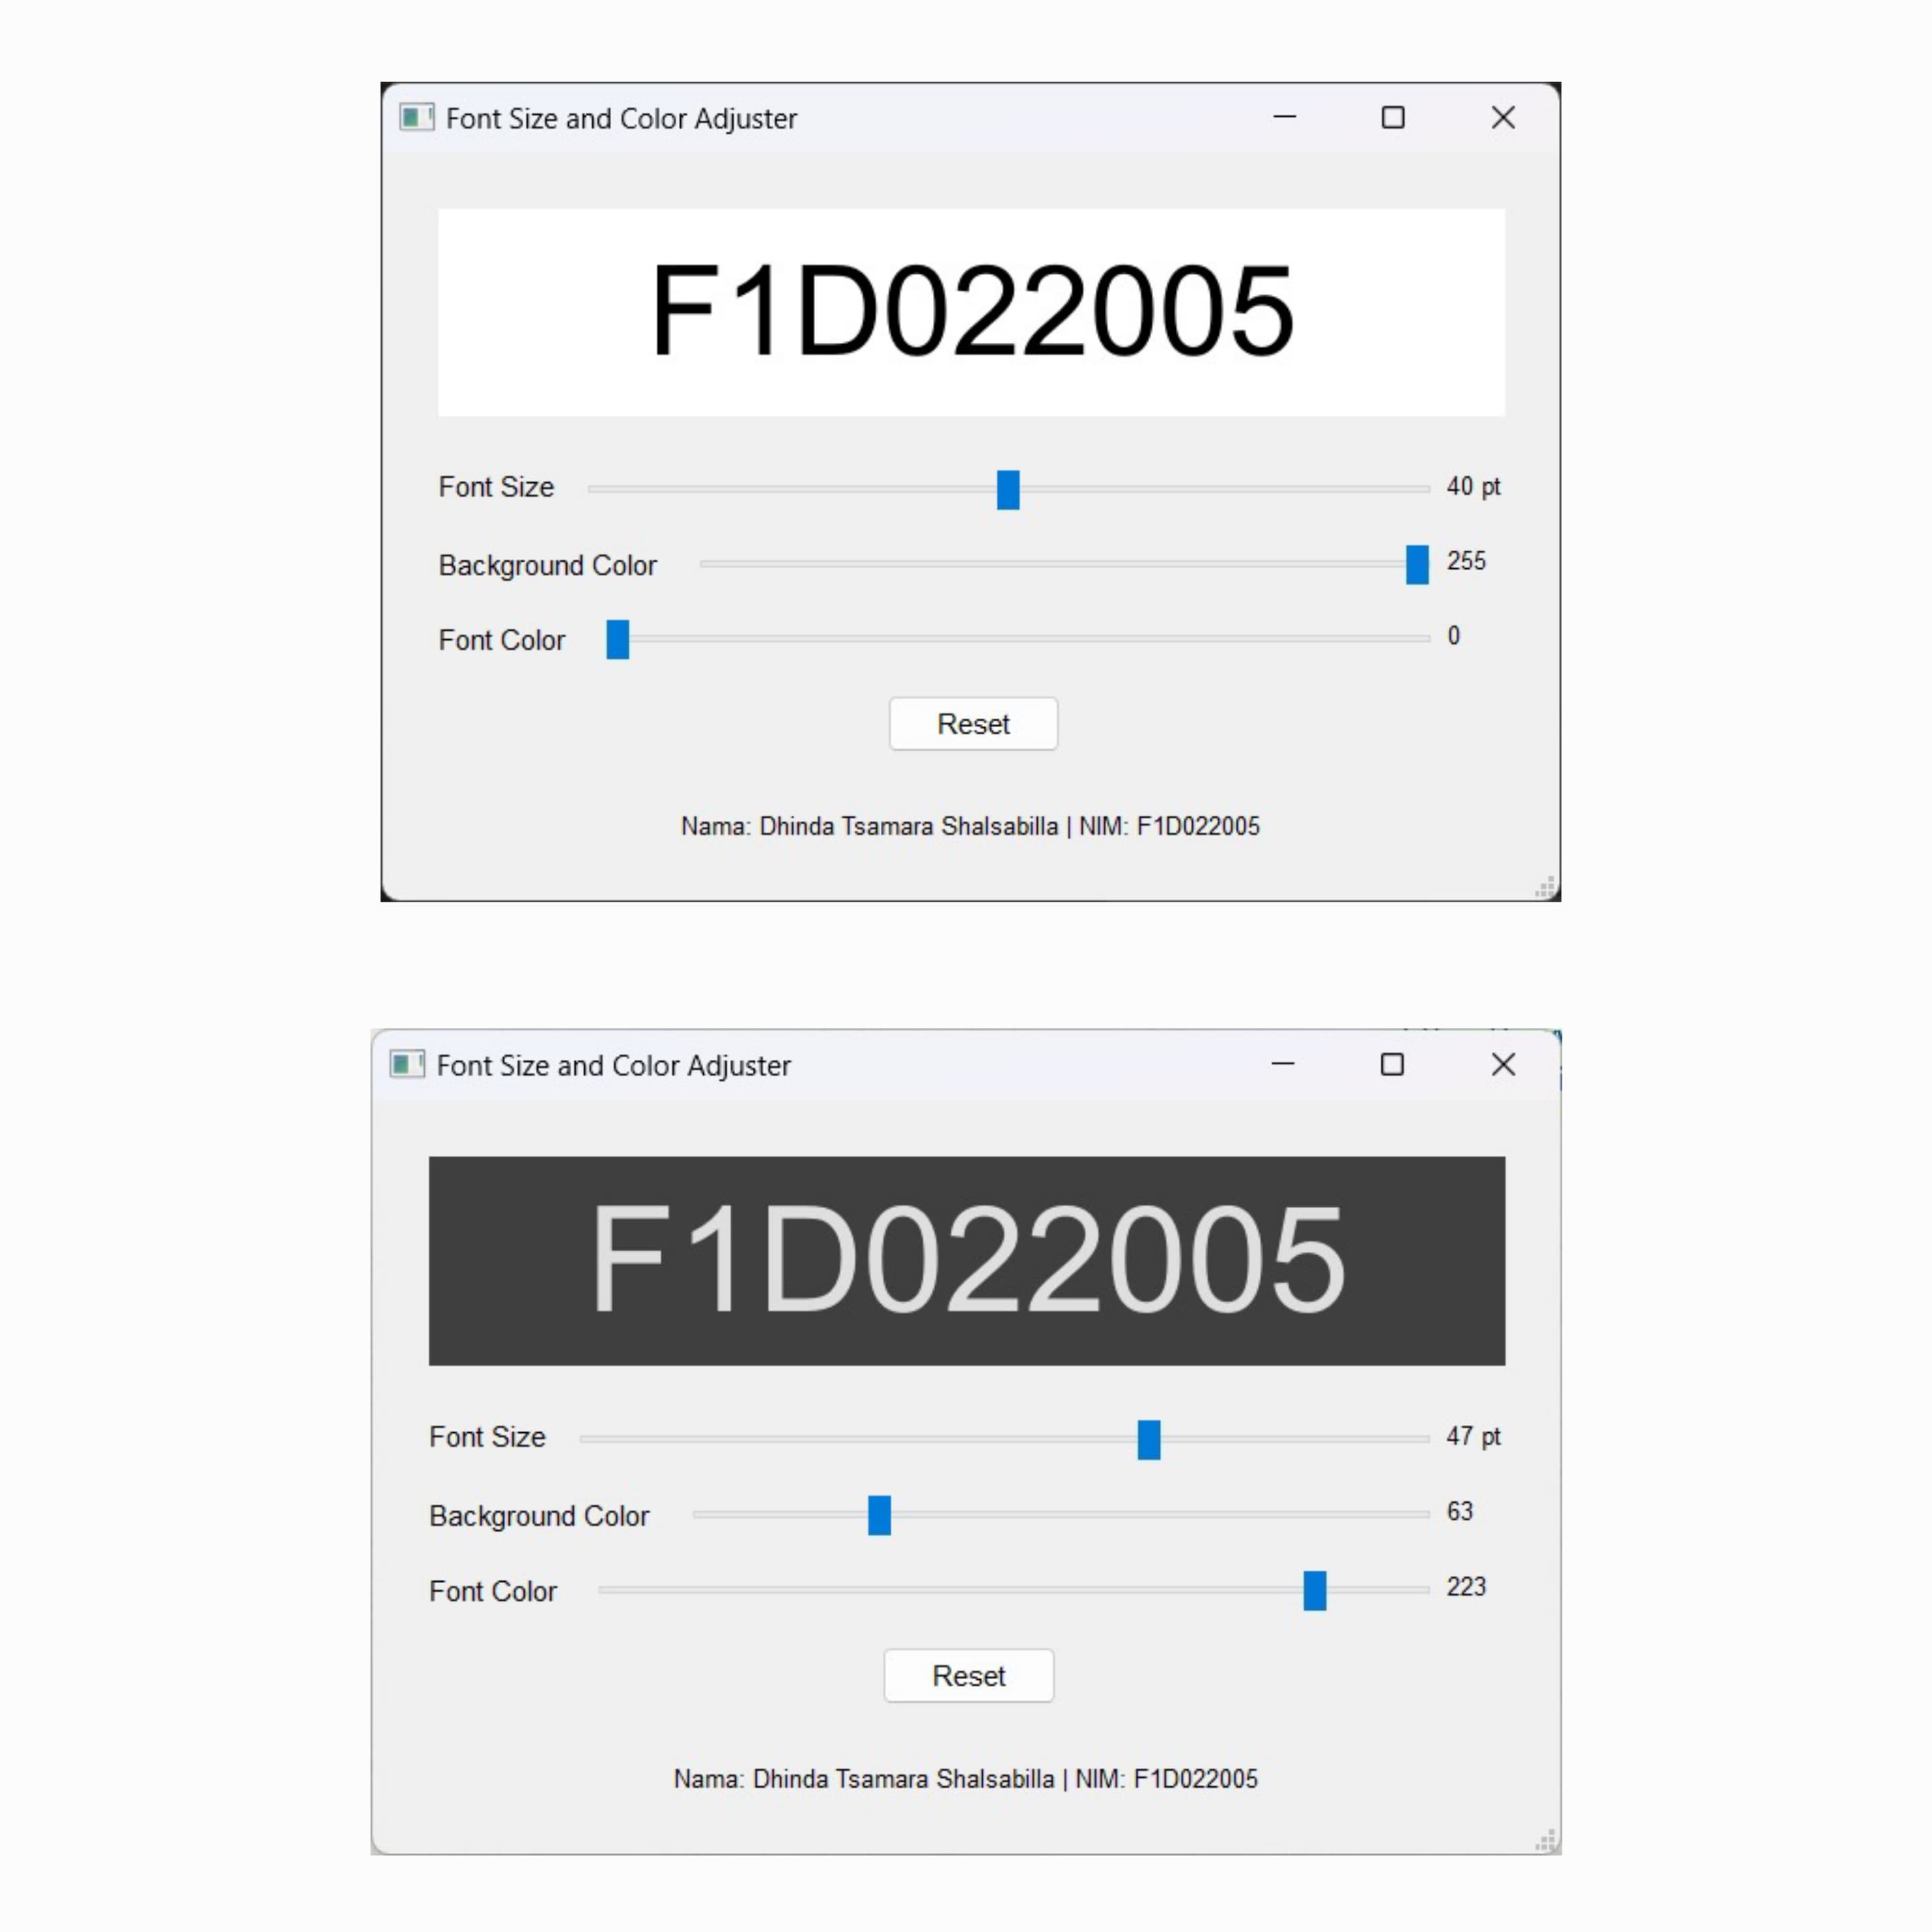 Font Size and Color Adjuster
F1D022005
Font Size 40 pt
Background Color 255
Font Color 0
Reset
Nama: Dhinda Tsamara Shalsabilla | NIM: F1D022005
Font Size and Color Adjuster
F1D022005
Font Size 47 pt
Background Color 63
Font Color 223
Reset
Nama: Dhinda Tsamara Shalsabilla | NIM: F1D022005